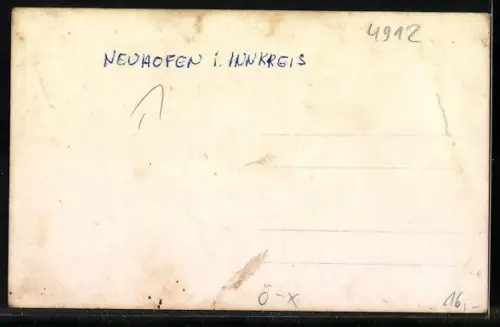 4912
NEUHOFEN i. INNKREIS
Ö-X
16,-